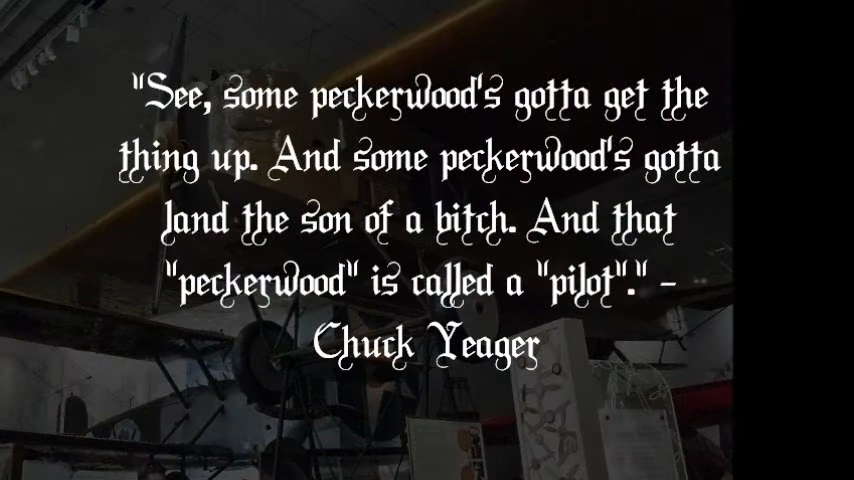 "See, some peckerwood's gotta get the
thing up. And some peckerwood's gotta
land the son of a bitch. And that
"peckerwood" is called a "pilot"." -
Chuck Yeager